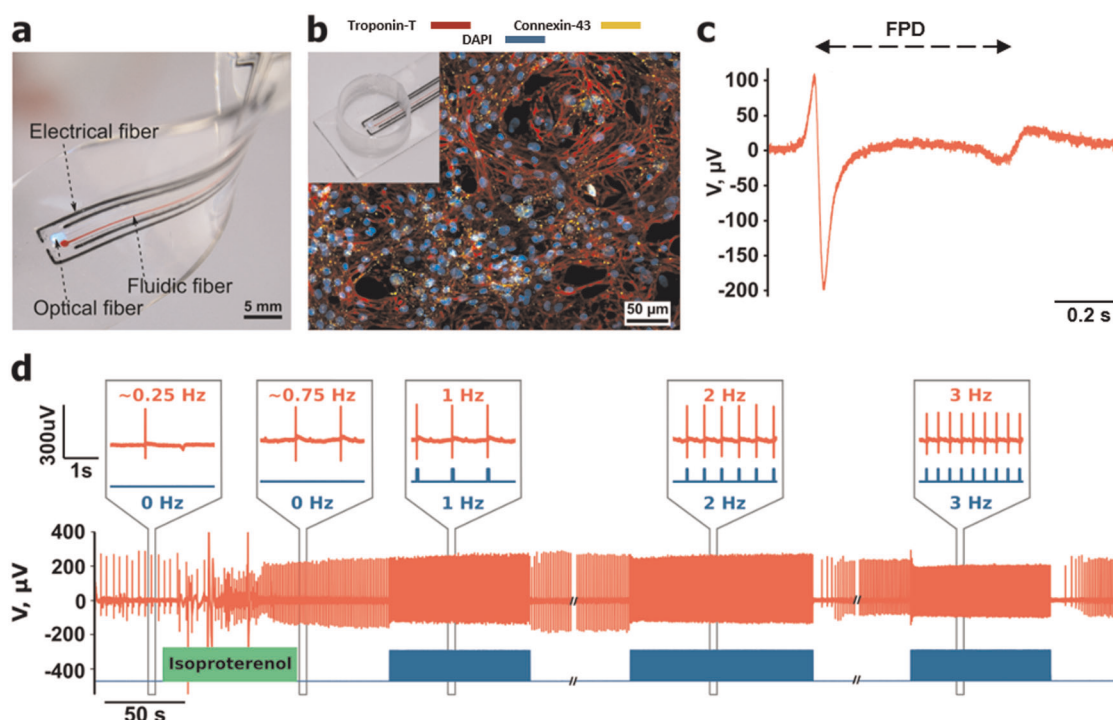 a
Electrical fiber
Fluidic fiber
Optical fiber
5 mm
b
Troponin-T
Connexin-43
DAPI
50 µm
c
FPD
100
50
0
-50
-100
-150
-200
V, µV
0.2 s
d
300uV
1s
~0.25 Hz
0 Hz
~0.75 Hz
0 Hz
1 Hz
1 Hz
2 Hz
2 Hz
3 Hz
3 Hz
400
200
0
-200
-400
V, µV
Isoproterenol
//
//
//
//
50 s